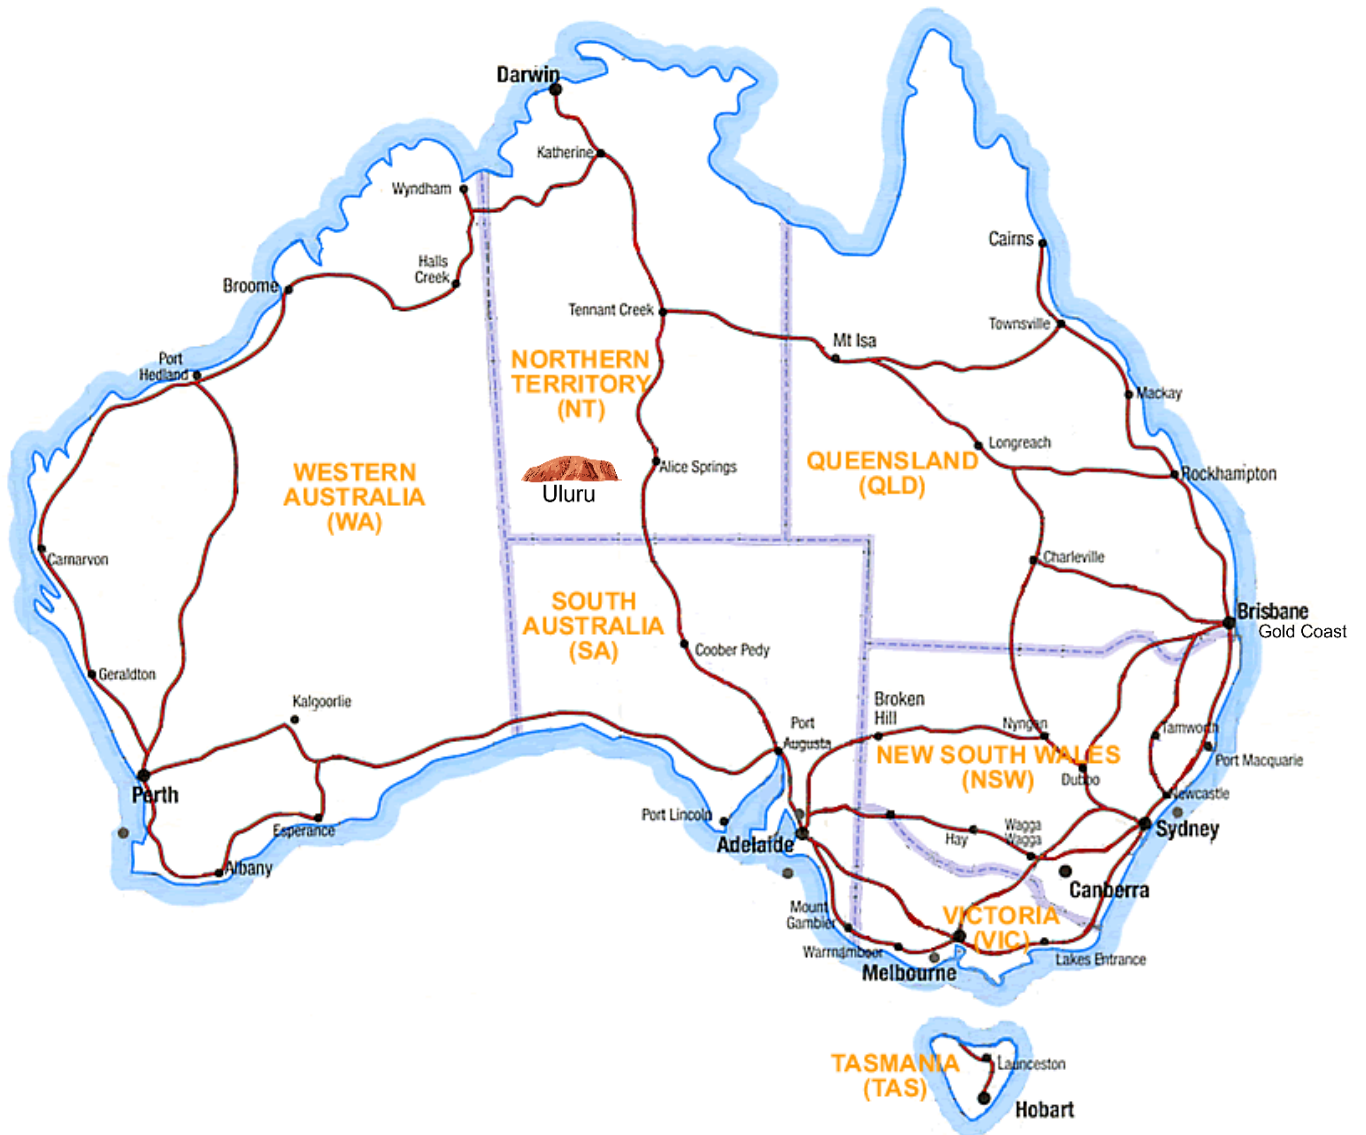 Darwin
Katherine
Wyndham
Halls
Creek
Broome
Port
Hedland
Cairns
Tennant Creek
Townsville
Mt Isa
Mackay
NORTHERN
TERRITORY
(NT)
WESTERN
AUSTRALIA
(WA)
Uluru
Alice Springs
QUEENSLAND
(QLD)
Longreach
Rockhampton
Carnarvon
Charleville
SOUTH
AUSTRALIA
(SA)
Brisbane
Gold Coast
Coober Pedy
Geraldton
Kalgoorlie
Broken
Hill
Port
Augusta
Nyngan
Tamworth
NEW SOUTH WALES
(NSW)
Port Macquarie
Dubbo
Newcastle
Perth
Esperance
Albany
Port Lincoln
Adelaide
Hay
Wagga
Wagga
Sydney
Canberra
Mount
Gambier
VICTORIA
(VIC)
Warrnambool
Melbourne
Lakes Entrance
TASMANIA
(TAS)
Launceston
Hobart